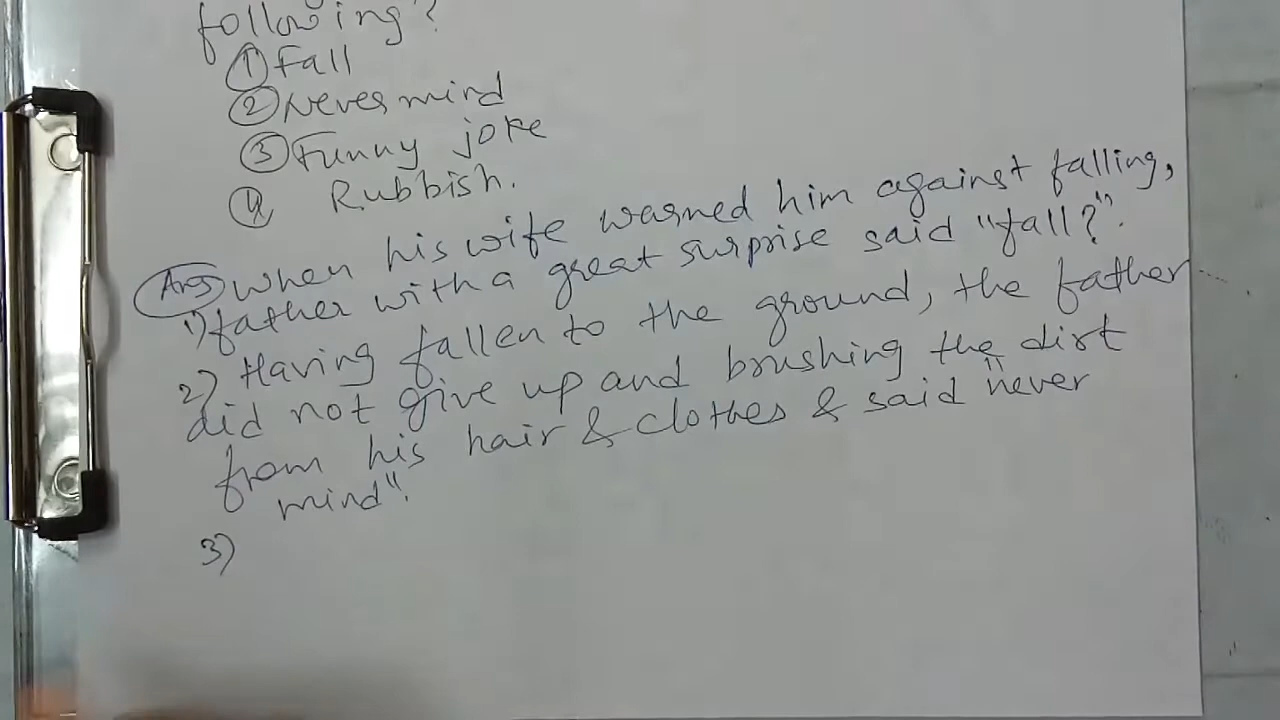 following?
① Fall
② Never mind
③ Funny joke
④ Rubbish.
Ans When his wife warned him against falling,
1) father with a great surprise said "fall?".
2) Having fallen to the ground, the father
did not give up and brushing the dirt
from his hair & clothes & said "never
mind".
3)